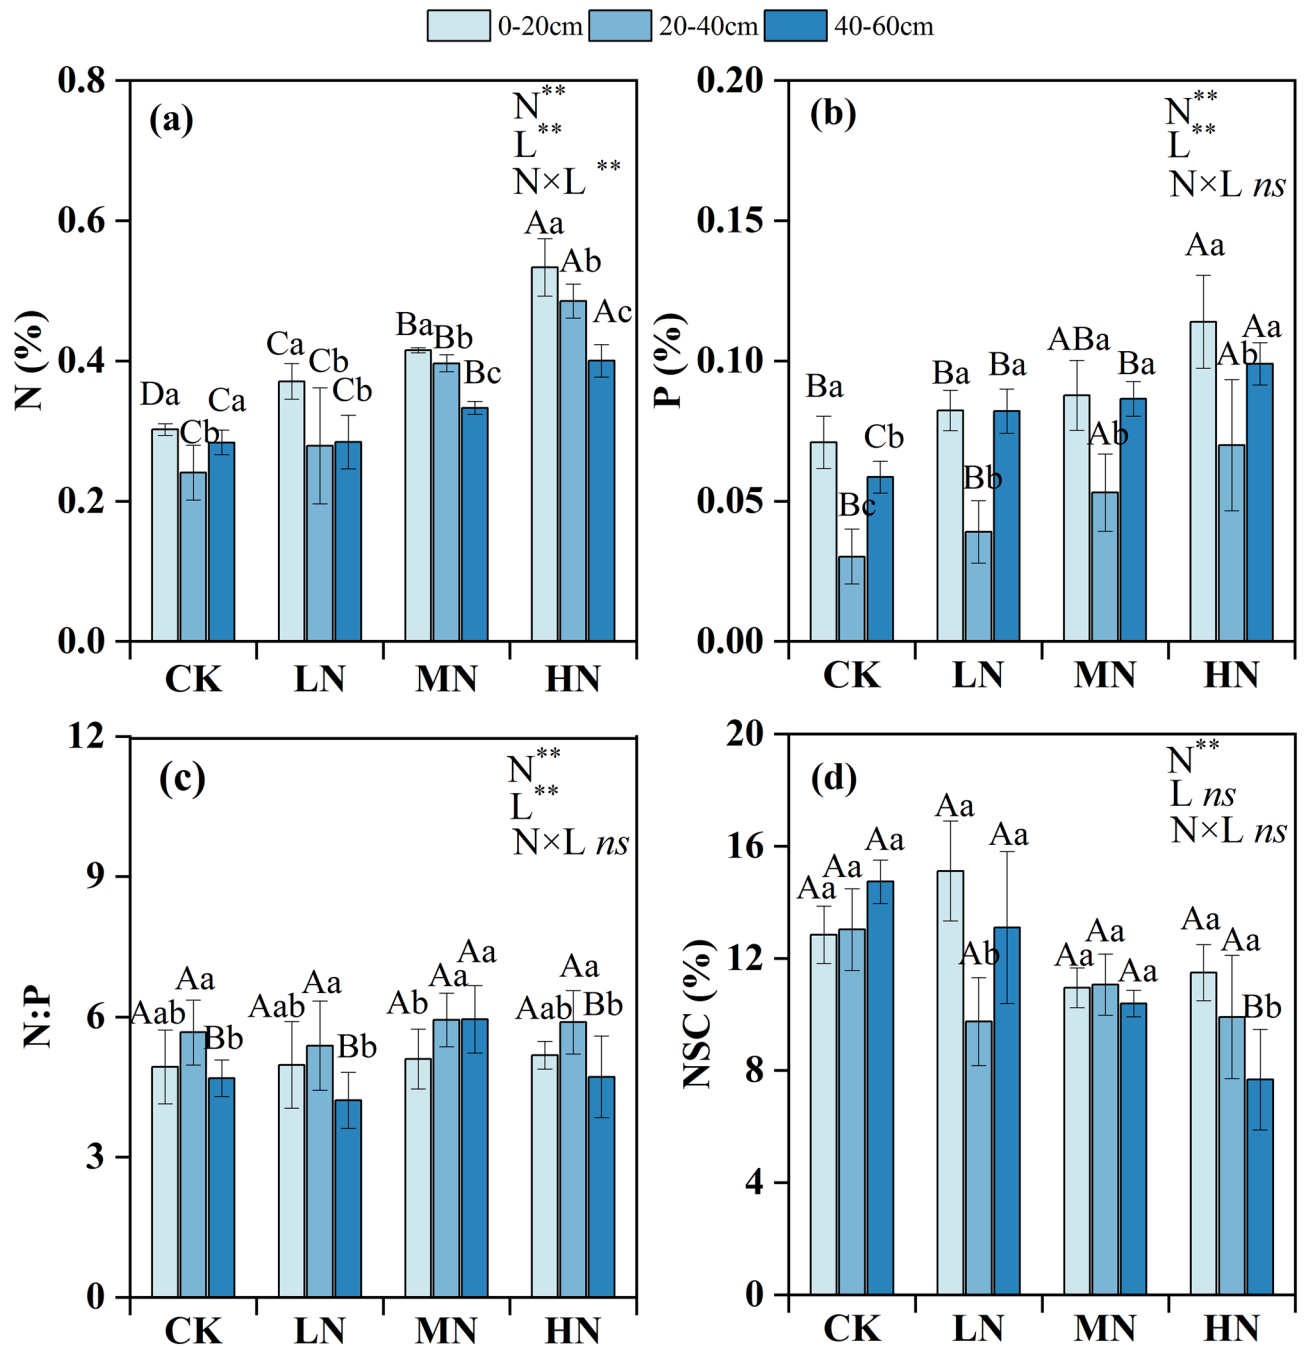 0-20cm 20-40cm 40-60cm
(a)
N**
L**
N×L **
N (%)
0.8
0.6
0.4
0.2
0.0
Da Cb Ca
Ca Cb Cb
Ba Bb Bc
Aa Ab Ac
CK LN MN HN
(b)
N**
L**
N×L ns
P (%)
0.20
0.15
0.10
0.05
0.00
Ba Bc Cb
Ba Bb Ba
ABa Ab Ba
Aa Ab Aa
CK LN MN HN
(c)
N**
L**
N×L ns
N:P
12
9
6
3
0
Aab Aa Bb
Aab Aa Bb
Ab Aa Aa
Aab Aa Bb
CK LN MN HN
(d)
N**
L ns
N×L ns
NSC (%)
20
16
12
8
4
0
Aa Aa Aa
Aa Ab Aa
Aa Aa Aa
Aa Aa Bb
CK LN MN HN